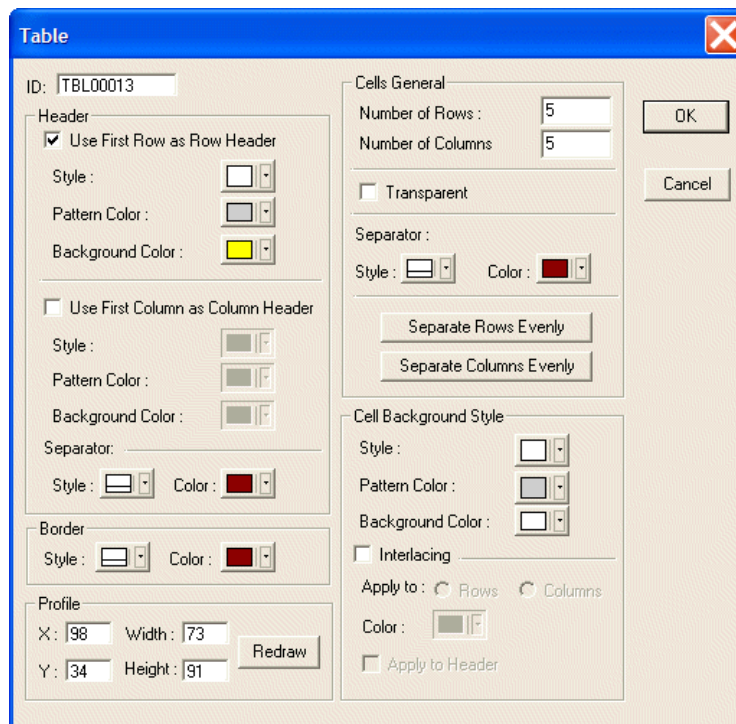 Table
ID: TBL00013
Header
Use First Row as Row Header
Style :
Pattern Color :
Background Color :
Use First Column as Column Header
Style :
Pattern Color :
Background Color :
Separator:
Style : Color :
Border
Style : Color :
Profile
X : 98 Width : 73
Y : 34 Height : 91
Redraw
Cells General
Number of Rows : 5
Number of Columns 5
Transparent
Separator :
Style : Color :
Separate Rows Evenly
Separate Columns Evenly
Cell Background Style
Style :
Pattern Color :
Background Color :
Interlacing
Apply to : Rows Columns
Color :
Apply to Header
OK
Cancel